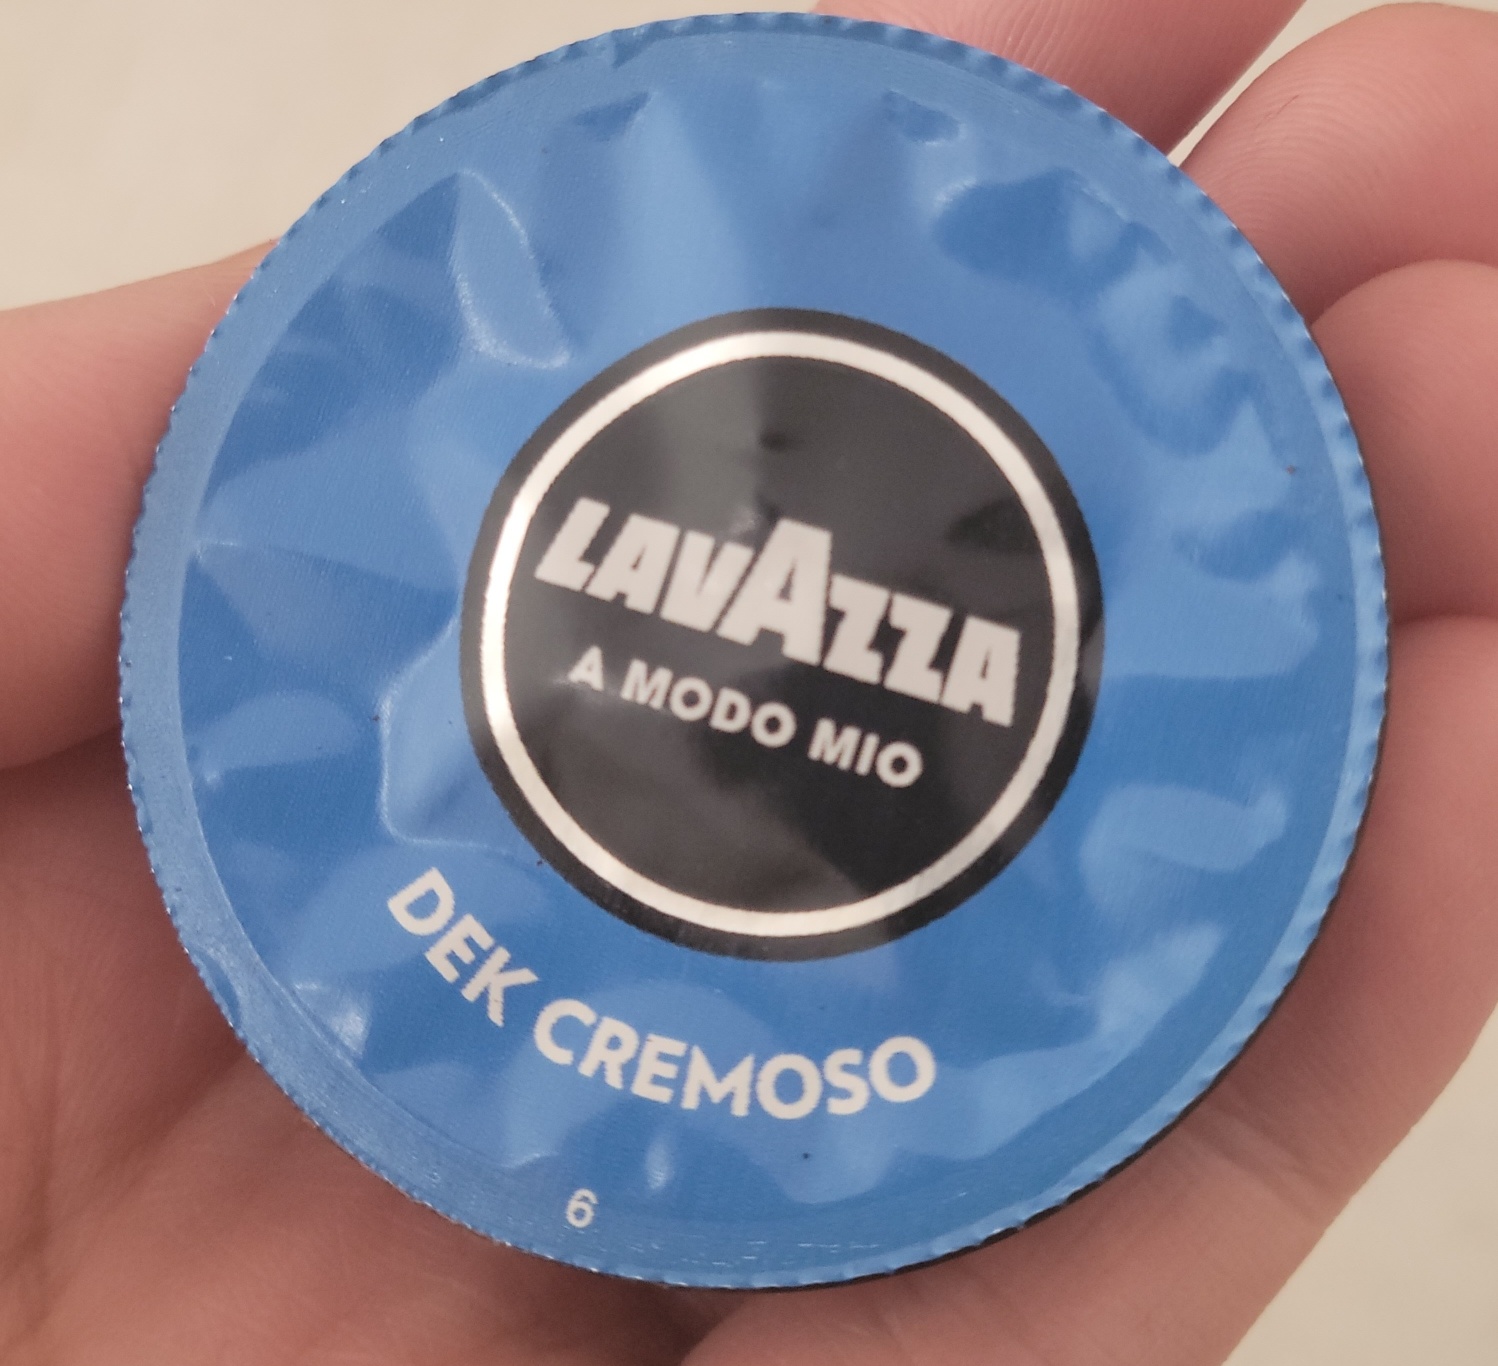 LAVAZZA
A MODO MIO
DEK CREMOSO
6